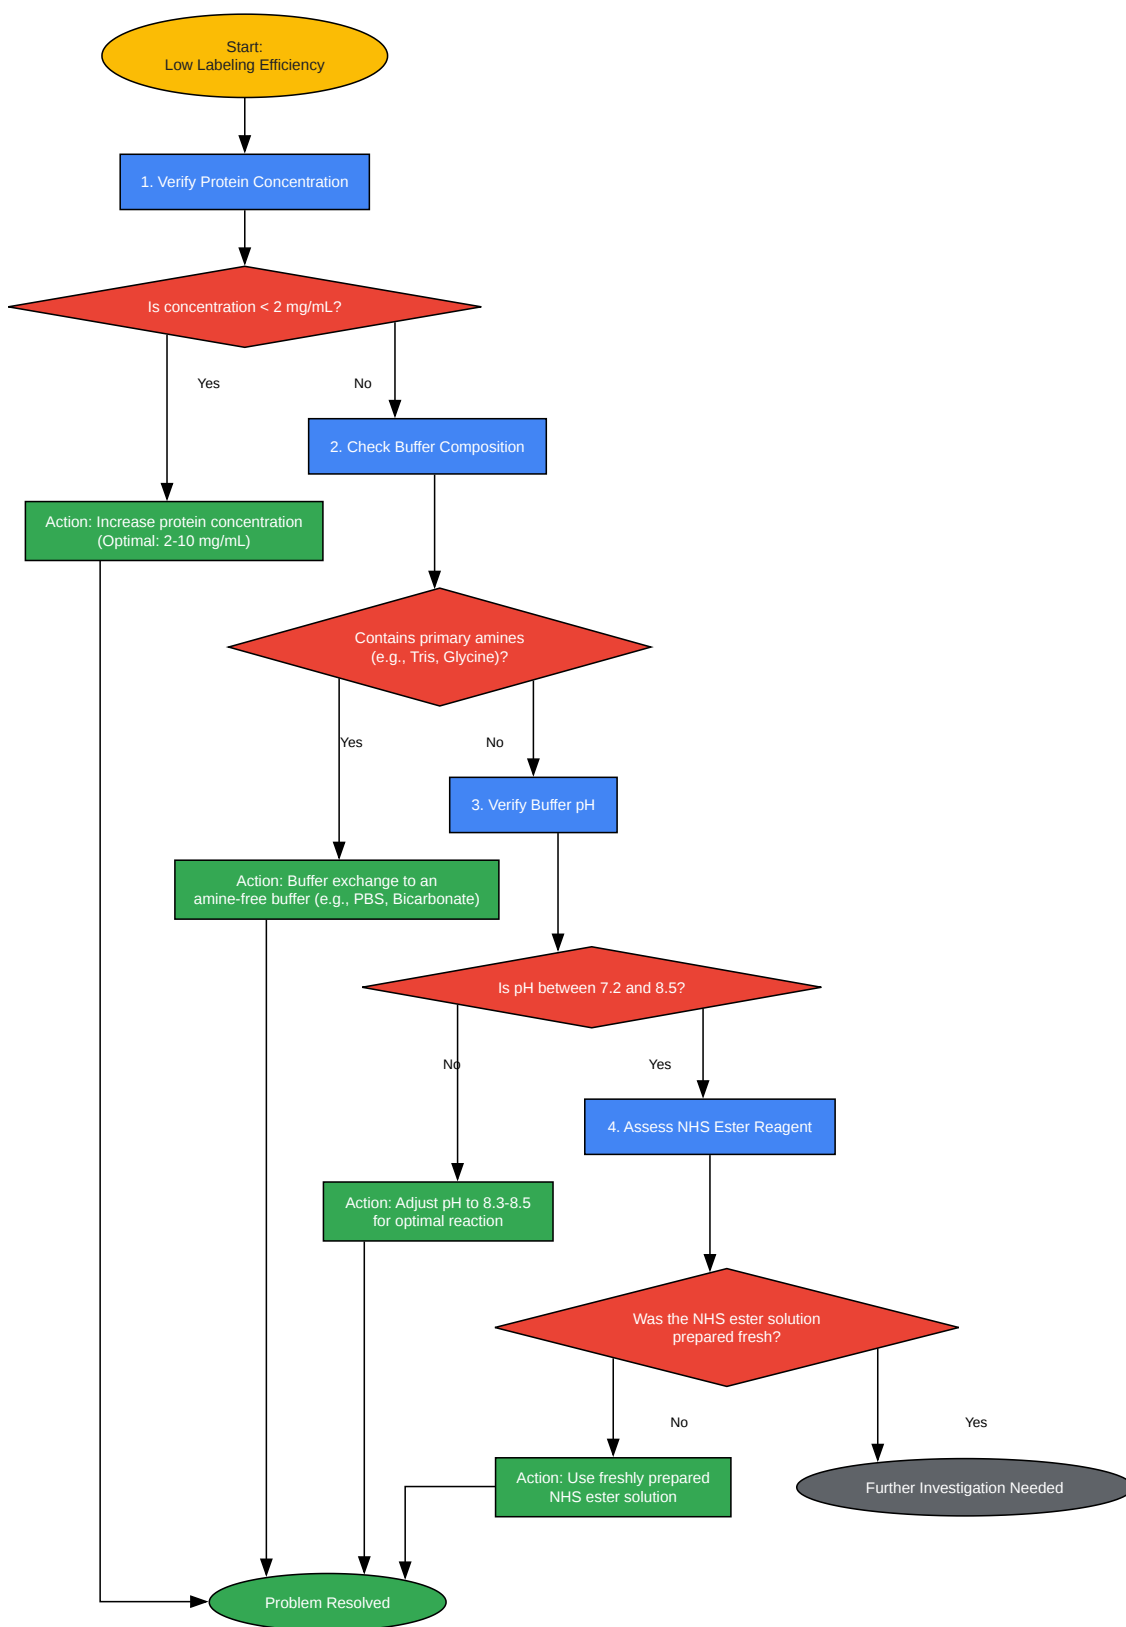 Start:
Low Labeling Efficiency
1. Verify Protein Concentration
Is concentration < 2 mg/mL?
Yes
No
2. Check Buffer Composition
Action: Increase protein concentration
(Optimal: 2-10 mg/mL)
Contains primary amines
(e.g., Tris, Glycine)?
Yes
No
3. Verify Buffer pH
Action: Buffer exchange to an
amine-free buffer (e.g., PBS, Bicarbonate)
Is pH between 7.2 and 8.5?
No
Yes
4. Assess NHS Ester Reagent
Action: Adjust pH to 8.3-8.5
for optimal reaction
Was the NHS ester solution
prepared fresh?
No
Yes
Action: Use freshly prepared
NHS ester solution
Further Investigation Needed
Problem Resolved